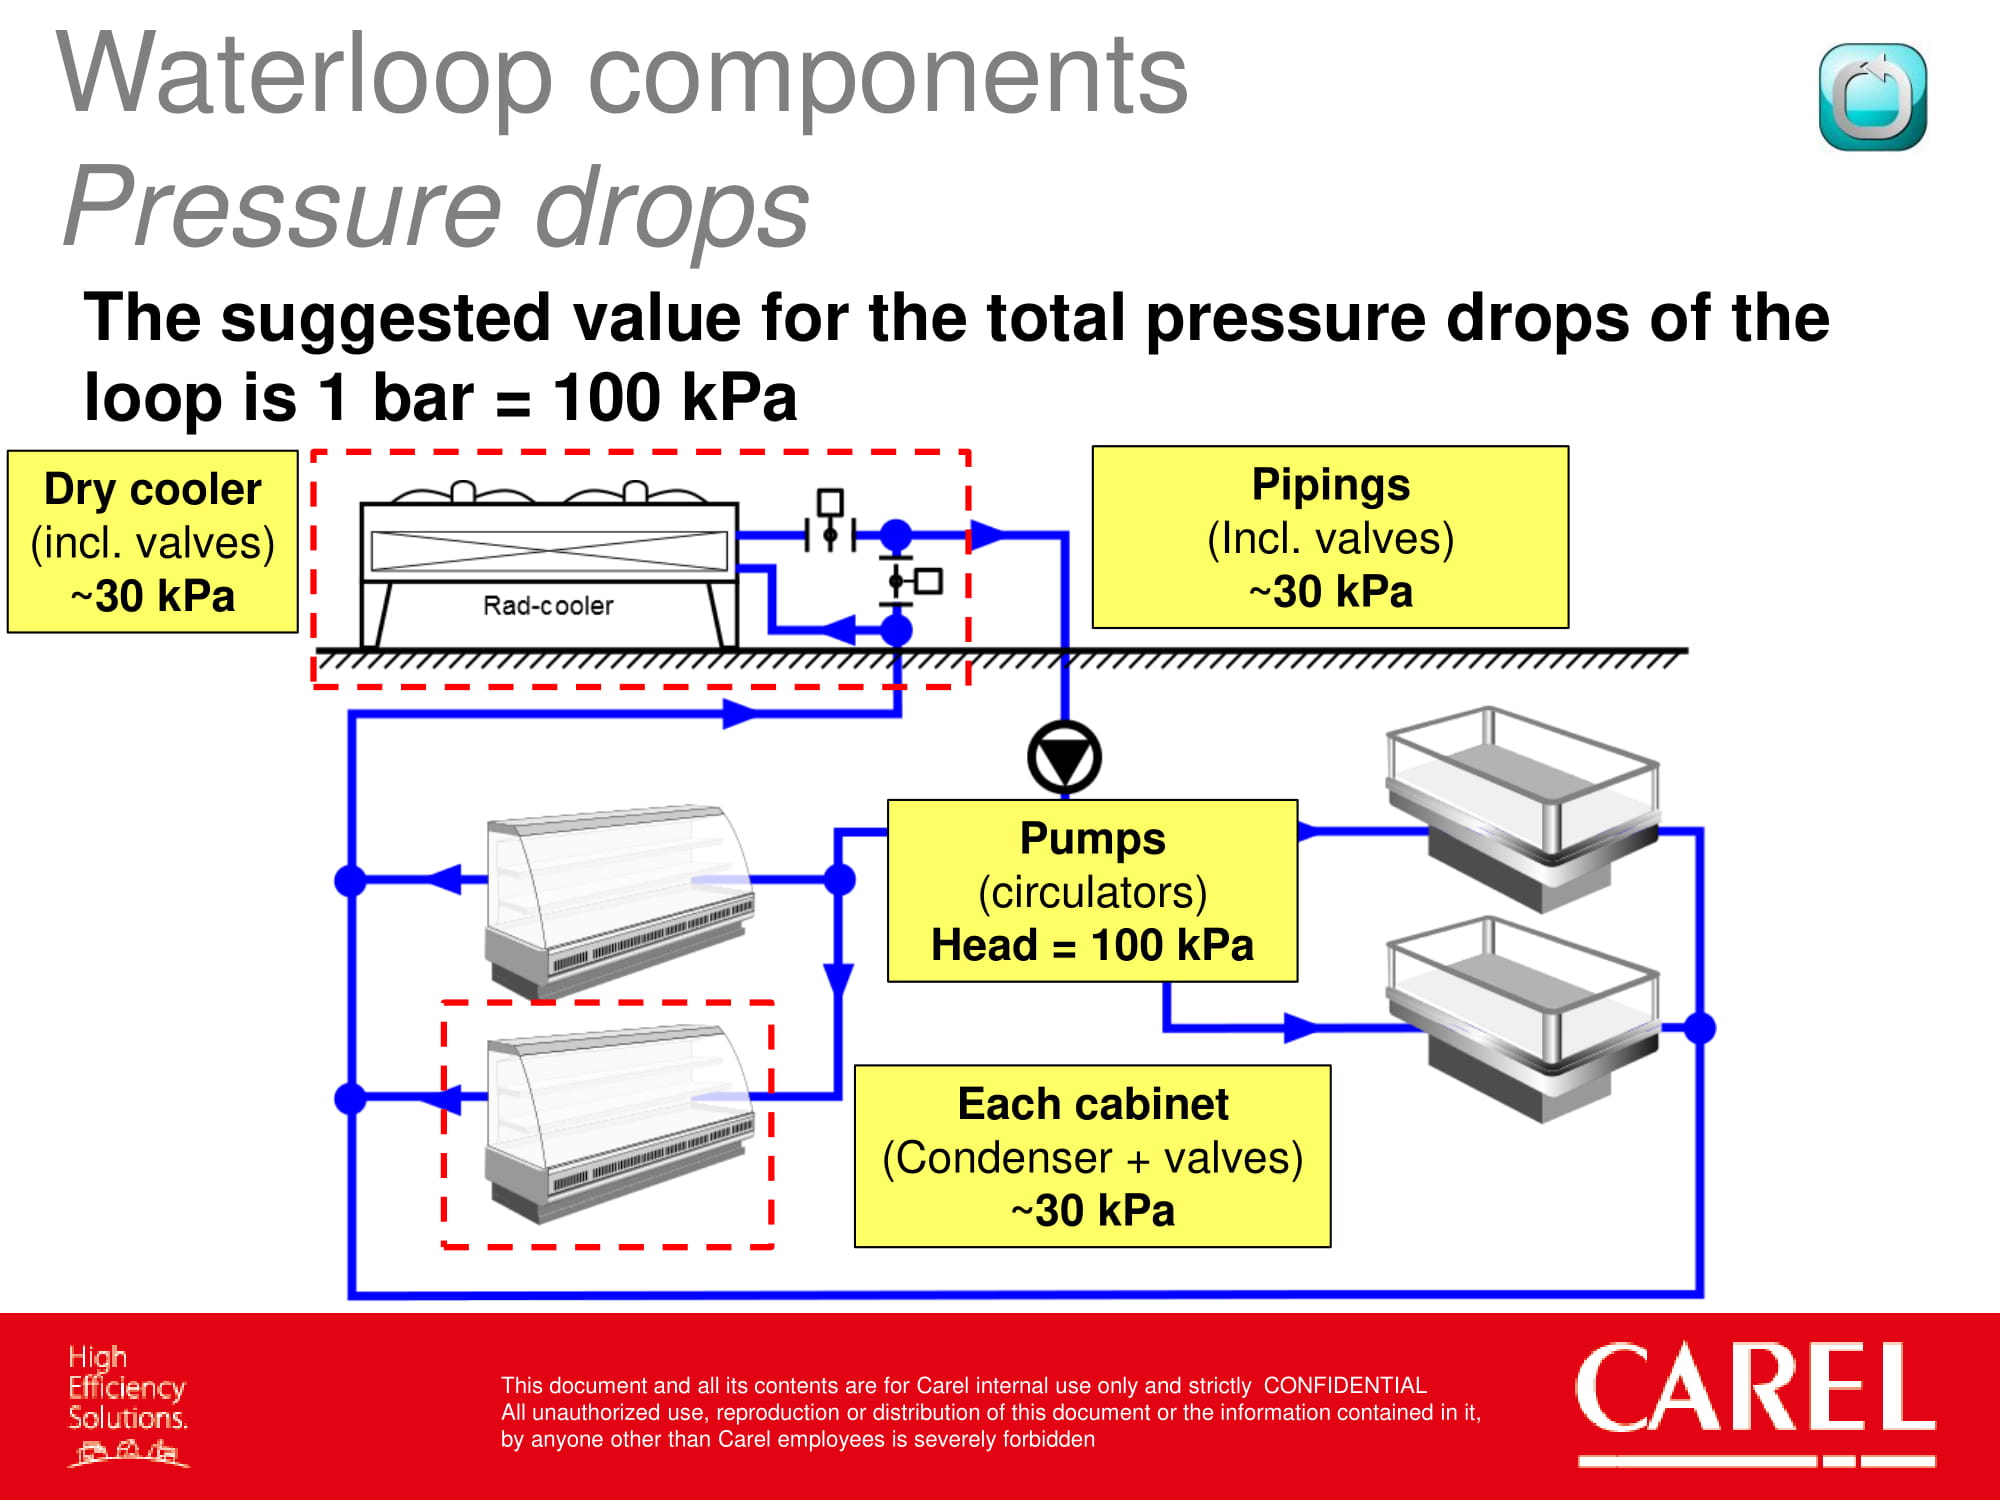 Waterloop components
Pressure drops
The suggested value for the total pressure drops of the
loop is 1 bar = 100 kPa
Dry cooler
(incl. valves)
~30 kPa
Pipings
(Incl. valves)
~30 kPa
Rad-cooler
Pumps
(circulators)
Head = 100 kPa
Each cabinet
(Condenser + valves)
~30 kPa
High
Efficiency
Solutions.
This document and all its contents are for Carel internal use only and strictly  CONFIDENTIAL
All unauthorized use, reproduction or distribution of this document or the information contained in it,
by anyone other than Carel employees is severely forbidden
CAREL